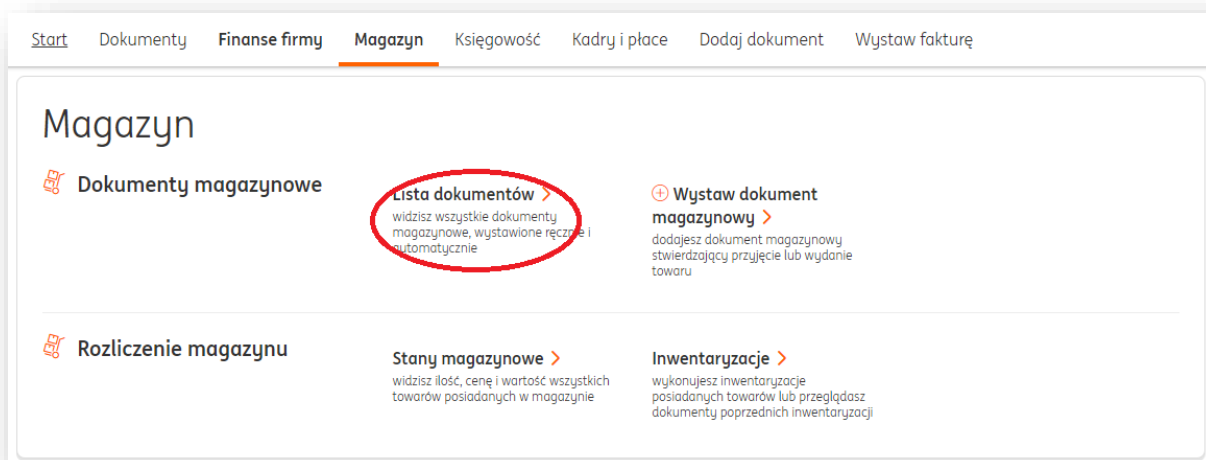 Start Dokumenty Finanse firmy Magazyn Księgowość Kadry i płace Dodaj dokument Wystaw fakturę
Magazyn
Dokumenty magazynowe
Lista dokumentów
widzisz wszystkie dokumenty
magazynowe, wystawione ręcznie i
automatycznie
Wystaw dokument
magazynowy
dodajesz dokument magazynowy
stwierdzający przyjęcie lub wydanie
towaru
Rozliczenie magazynu
Stany magazynowe
widzisz ilość, cenę i wartość wszystkich
towarów posiadanych w magazynie
Inwentaryzacje
wykonujesz inwentaryzacje
posiadanych towarów lub przeglądasz
dokumenty poprzednich inwentaryzacji